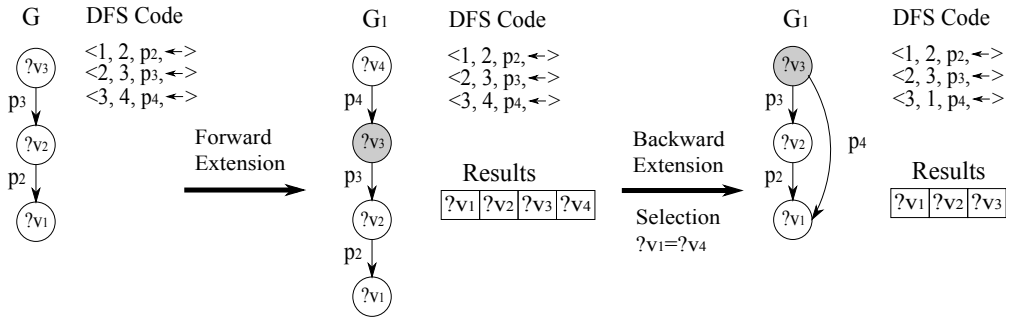 G
DFS Code
<1, 2, p2,←>
<2, 3, p3,←>
<3, 4, p4,←>
?v3
p3
?v2
p2
?v1
Forward
Extension
G1
DFS Code
<1, 2, p2,←>
<2, 3, p3,←>
<3, 4, p4,←>
?v4
p4
?v3
p3
?v2
p2
?v1
Results
?v1 ?v2 ?v3 ?v4
Backward
Extension
Selection
?v1=?v4
G1
DFS Code
<1, 2, p2,←>
<2, 3, p3,←>
<3, 1, p4,←>
?v3
p3
?v2
p4
p2
?v1
Results
?v1 ?v2 ?v3